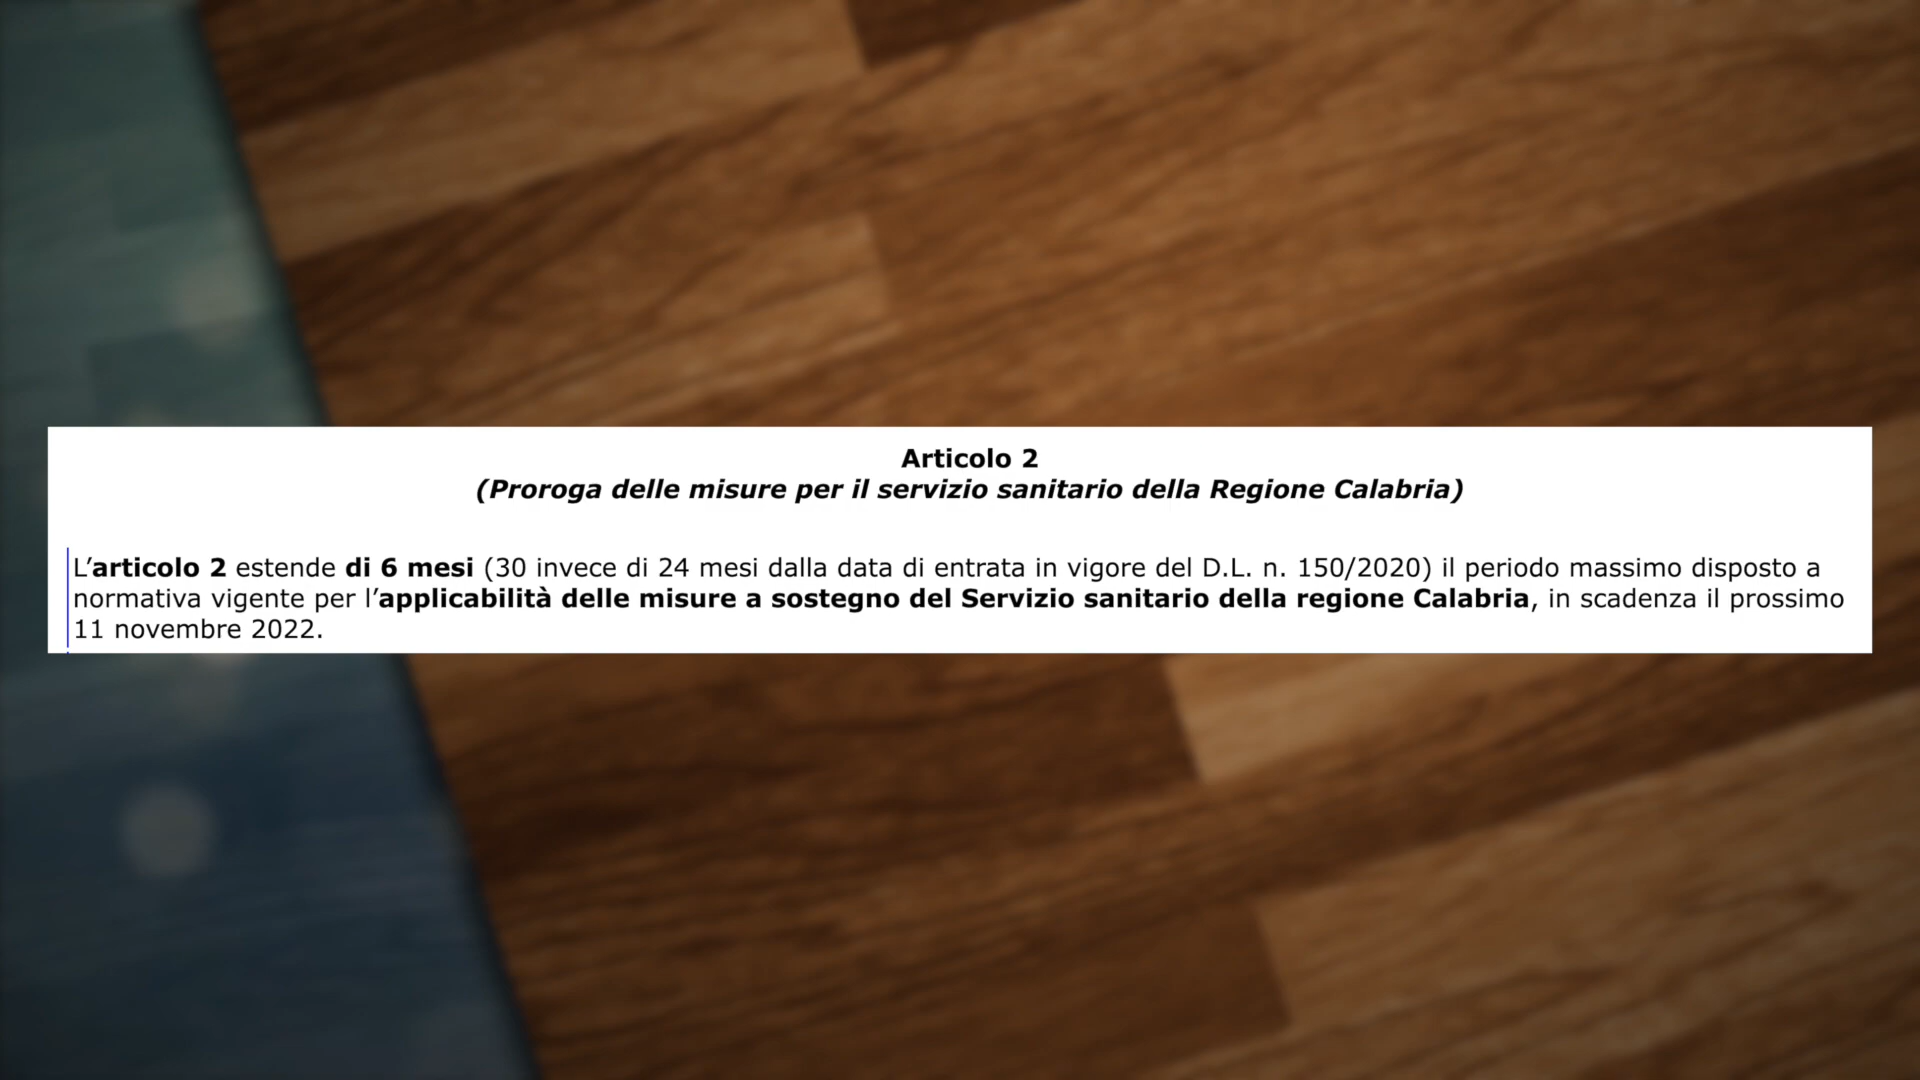 Articolo 2
(Proroga delle misure per il servizio sanitario della Regione Calabria)
L’articolo 2 estende di 6 mesi (30 invece di 24 mesi dalla data di entrata in vigore del D.L. n. 150/2020) il periodo massimo disposto a
normativa vigente per l’applicabilità delle misure a sostegno del Servizio sanitario della regione Calabria, in scadenza il prossimo
11 novembre 2022.